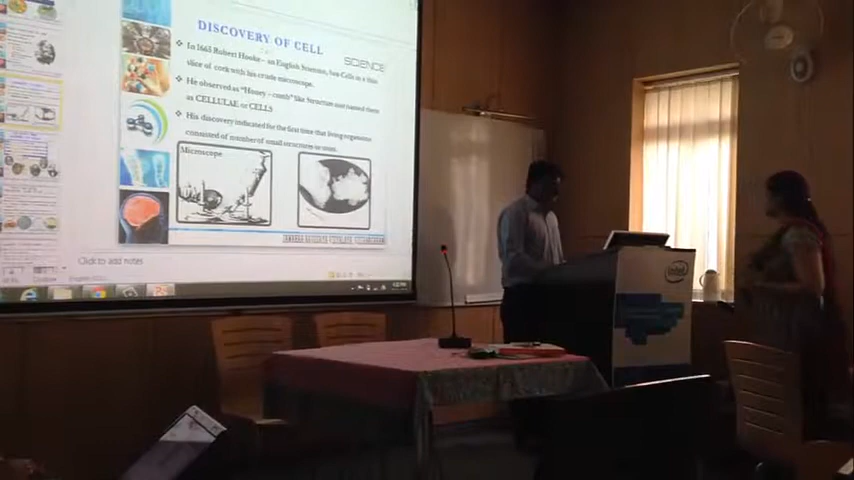 DISCOVERY OF CELL
SCIENCE
In 1665 Robert Hooke – an English Scientist, saw Cells in a thin
slice of cork with his crude microscope.
He observed as "Honey – comb" like Structure and named them
as CELLULAE or CELLS
His discovery indicated for the first time that living organisms
consisted of number of small structures or
Microscope
Click to add notes
intel